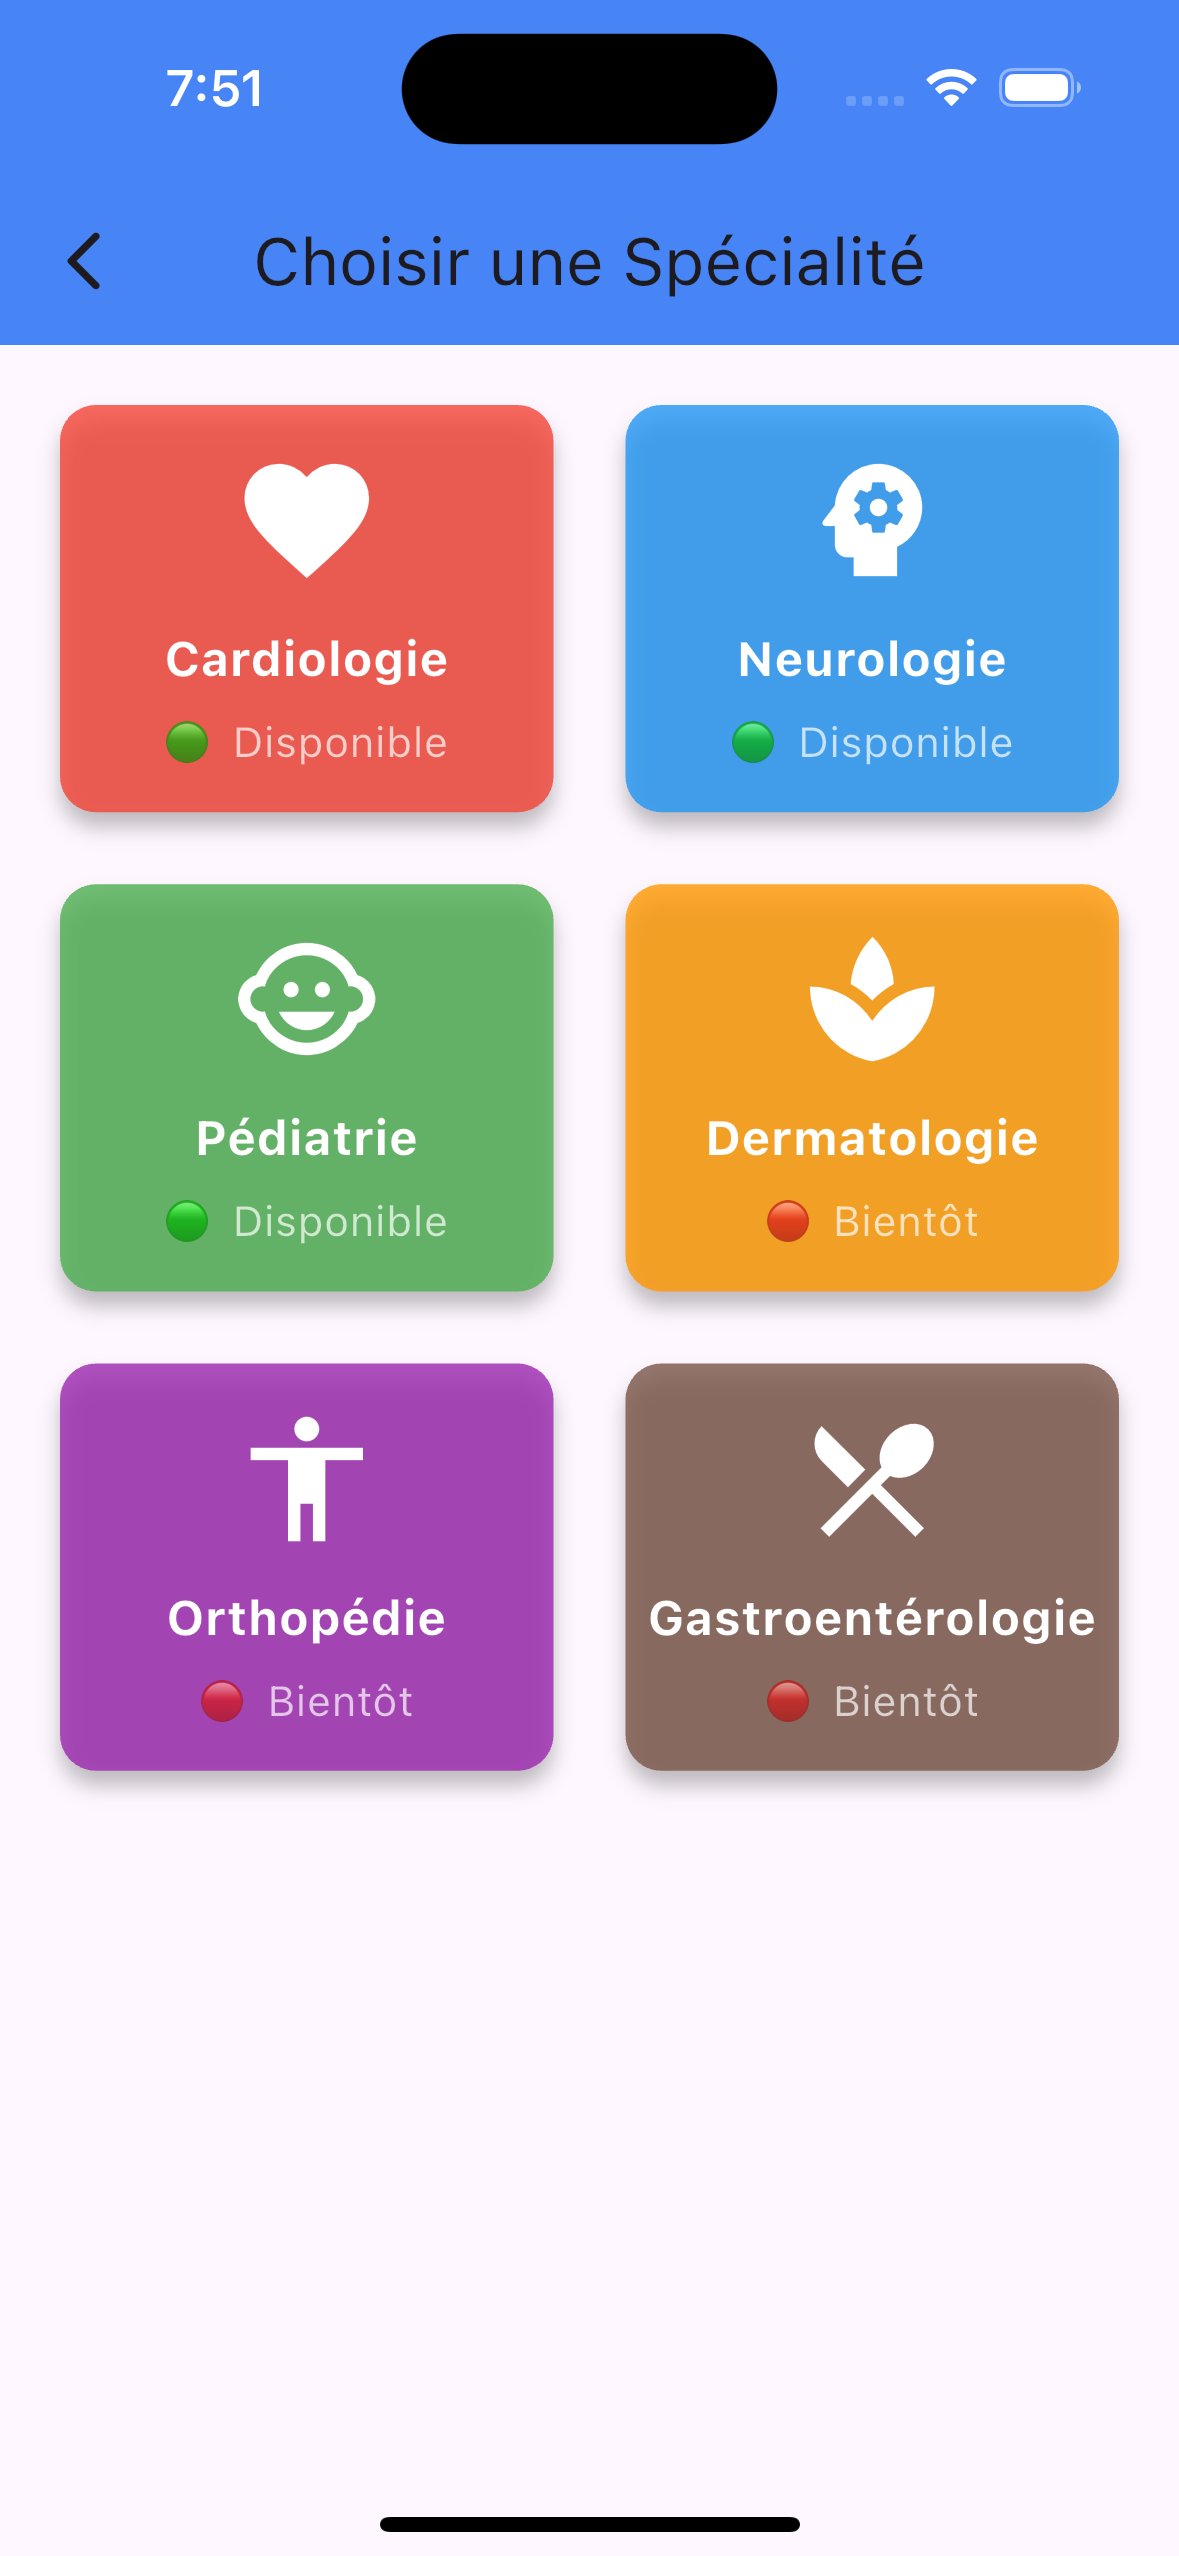 7:51
Choisir une Spécialité
Cardiologie
Disponible
Neurologie
Disponible
Pédiatrie
Disponible
Dermatologie
Bientôt
Orthopédie
Bientôt
Gastroentérologie
Bientôt